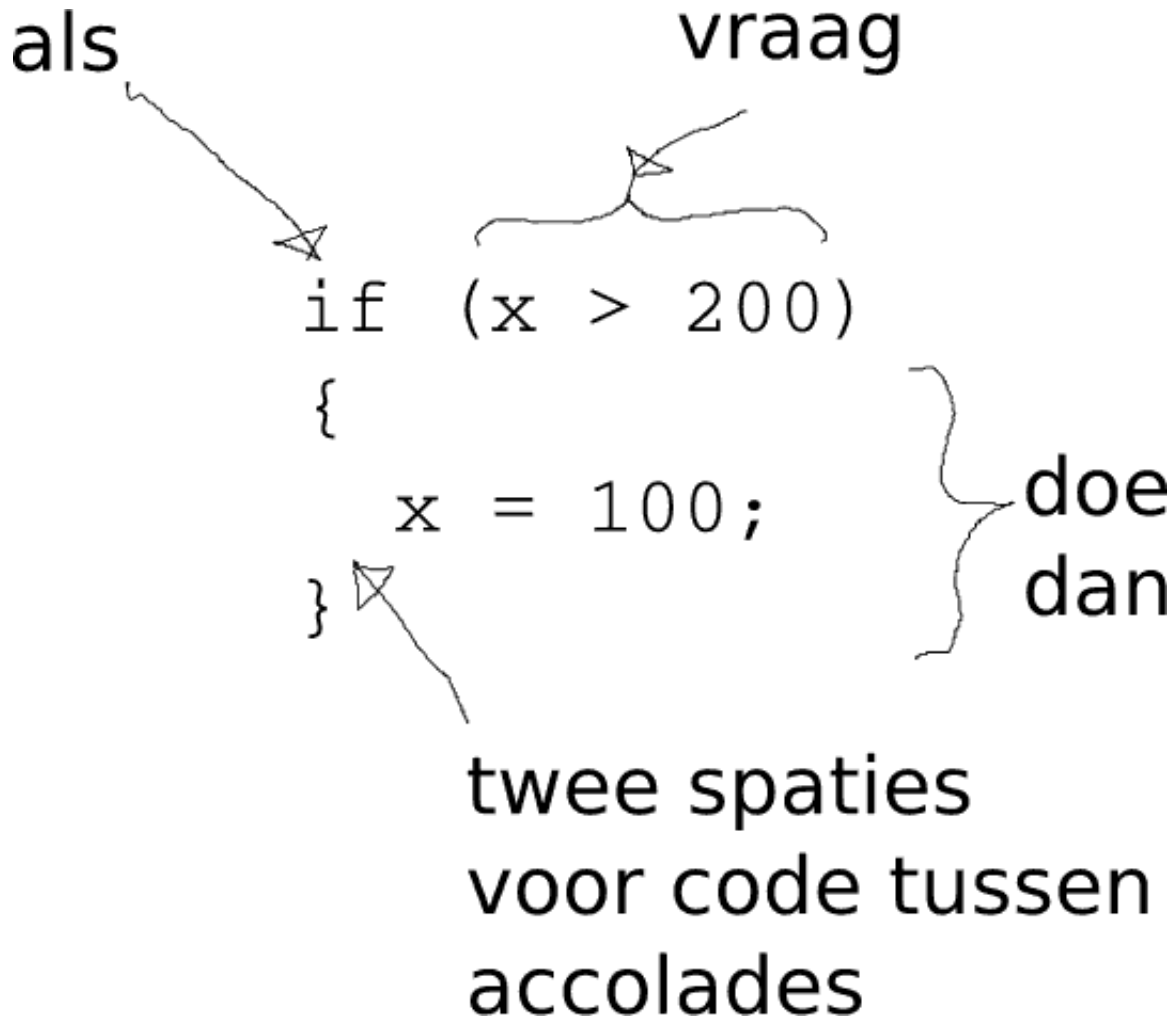 als
vraag
if (x > 200)
{
x = 100;
}
doe
dan
twee spaties
voor code tussen
accolades